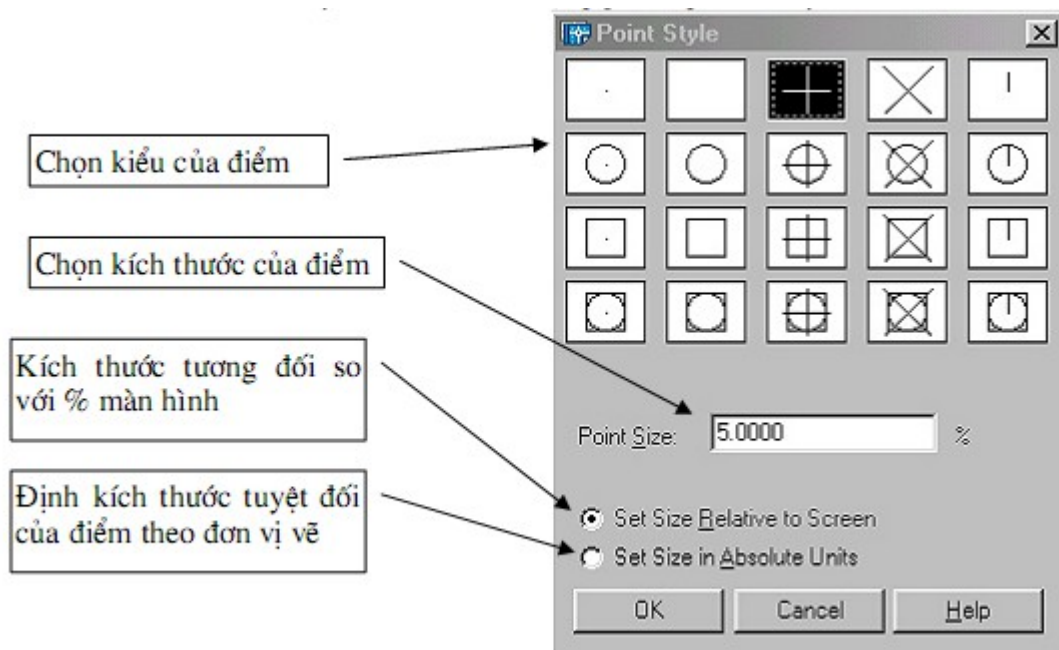 Point Style
Chọn kiểu của điểm
Chọn kích thước của điểm
Kích thước tương đối so
với % màn hình
Định kích thước tuyệt đối
của điểm theo đơn vị vẽ
Point Size: 5.0000 %
Set Size Relative to Screen
Set Size in Absolute Units
OK Cancel Help